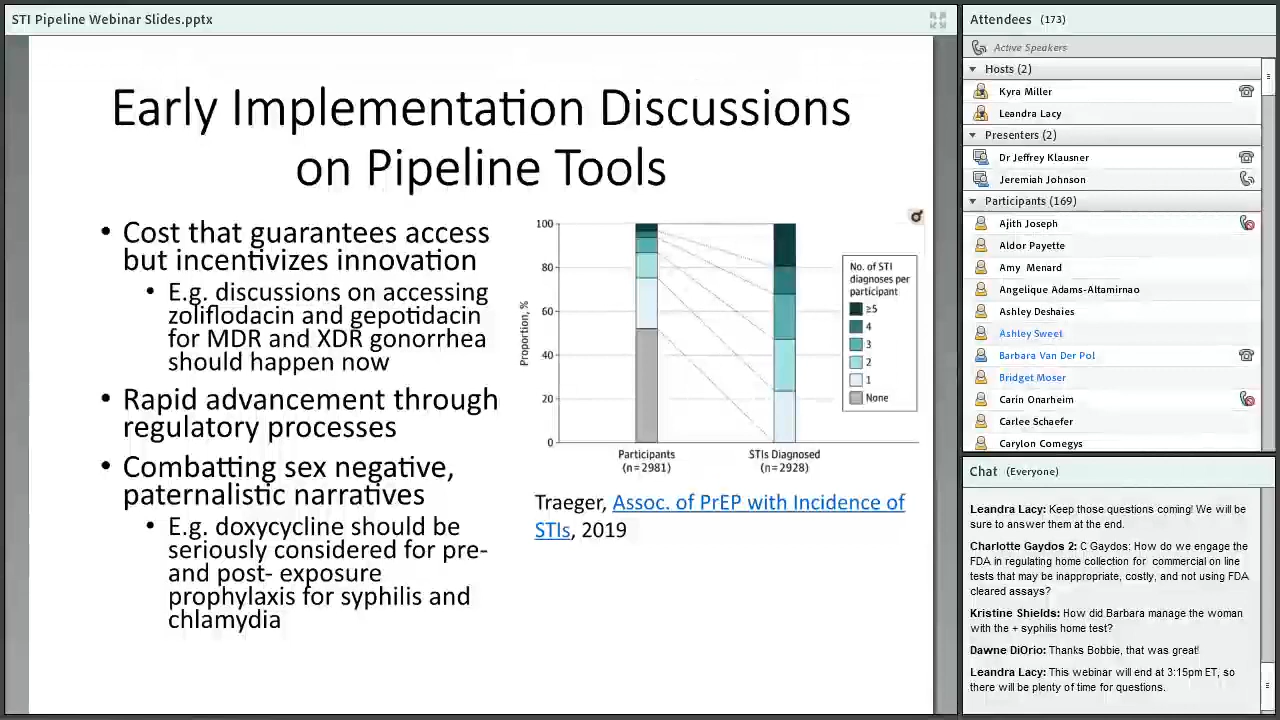 STI Pipeline Webinar Slides.pptx
Early Implementation Discussions
on Pipeline Tools
• Cost that guarantees access
but incentivizes innovation
• E.g. discussions on accessing
zoliflodacin and gepotidacin
for MDR and XDR gonorrhea
should happen now
• Rapid advancement through
regulatory processes
• Combatting sex negative,
paternalistic narratives
• E.g. doxycycline should be
seriously considered for pre-
and post- exposure
prophylaxis for syphilis and
chlamydia
Proportion, %
100
80
60
40
20
0
Participants
(n=2981)
STIs Diagnosed
(n=2928)
No. of STI
diagnoses per
participant
≥5
4
3
2
1
None
Traeger, Assoc. of PrEP with Incidence of
STIs, 2019
Attendees (173)
Active Speakers
Hosts (2)
Kyra Miller
Leandra Lacy
Presenters (2)
Dr Jeffrey Klausner
Jeremiah Johnson
Participants (169)
Ajith Joseph
Aldor Payette
Amy Menard
Angelique Adams-Altamirnao
Ashley Deshaies
Ashley Sweet
Barbara Van Der Pol
Bridget Moser
Carin Onarheim
Carlee Schaefer
Carylon Comegys
Chat (Everyone)
Leandra Lacy: Keep those questions coming! We will
be sure to answer them at the end.
Charlotte Gaydos 2: C Gaydos: How do we engage the
FDA in regulating home collection for commercial on line
tests that may be inappropriate, costly, and not using FDA
cleared assays?
Kristine Shields: How did Barbara manage the woman
with the + syphilis home test?
Dawne DiOrio: Thanks Bobbie, that was great!
Leandra Lacy: This webinar will end at 3:15pm ET, so
there will be plenty of time for questions.